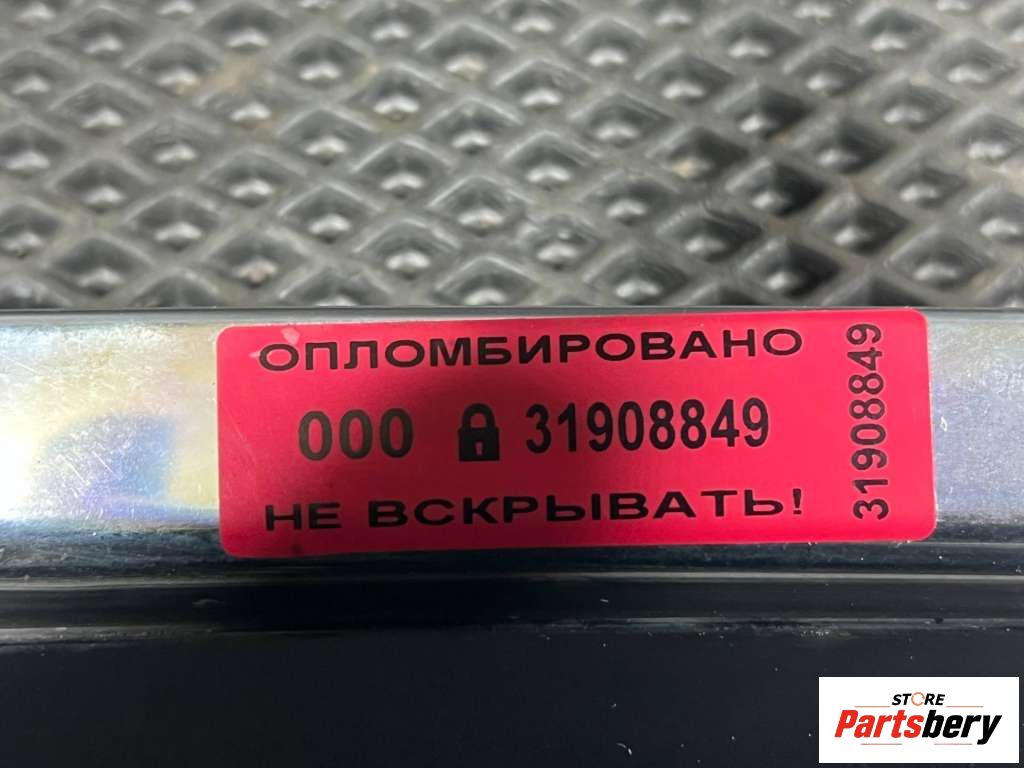 ОПЛОМБИРОВАНО
000 31908849
НЕ ВСКРЫВАТЬ!
31908849
STORE
Partsbery